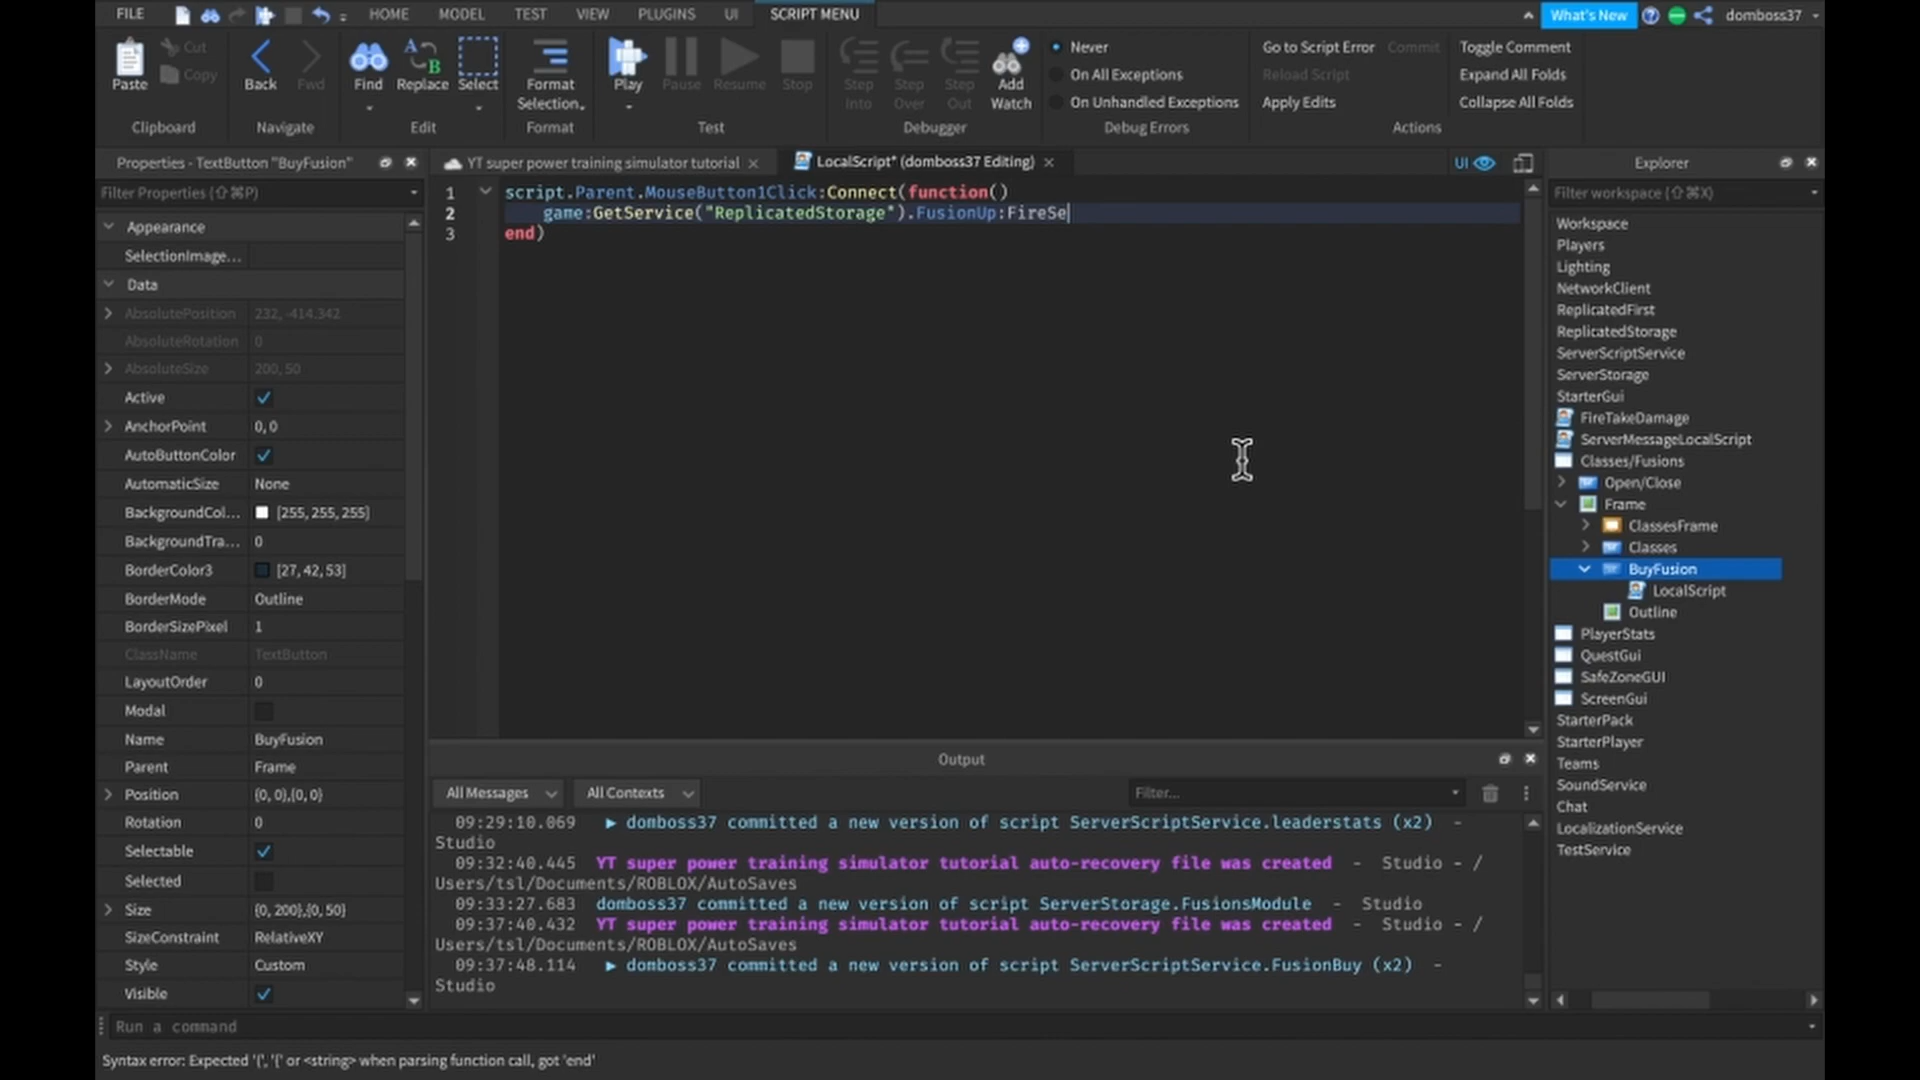 FILE HOME MODEL TEST VIEW PLUGINS UI SCRIPT MENU What's New domboss37
Paste Cut Copy Back Fwd Find Replace Select Format Selection Play Pause Resume Stop Step Into Step Over Step Out Add Watch
Never
On All Exceptions
On Unhandled Exceptions
Go to Script Error Commit
Reload Script
Apply Edits
Toggle Comment
Expand All Folds
Collapse All Folds
Clipboard Navigate Edit Format Test Debugger Debug Errors Actions
Properties - TextButton "BuyFusion"
Filter Properties (⇧⌘P)
Appearance
SelectionImage...
Data
AbsolutePosition 232, -414.342
AbsoluteRotation 0
AbsoluteSize 200, 50
Active
AnchorPoint 0, 0
AutoButtonColor
AutomaticSize None
BackgroundCol... [255, 255, 255]
BackgroundTra... 0
BorderColor3 [27, 42, 53]
BorderMode Outline
BorderSizePixel 1
ClassName TextButton
LayoutOrder 0
Modal
Name BuyFusion
Parent Frame
Position {0, 0},{0, 0}
Rotation 0
Selectable
Selected
Size {0, 200},{0, 50}
SizeConstraint RelativeXY
Style Custom
Visible
YT super power training simulator tutorial
LocalScript* (domboss37 Editing)
UI
1 script.Parent.MouseButton1Click:Connect(function()
2 game:GetService("ReplicatedStorage").FusionUp:FireSe
3 end)
Output
All Messages All Contexts Filter...
09:29:10.069 ▶ domboss37 committed a new version of script ServerScriptService.leaderstats (x2) -
Studio
09:32:40.445 YT super power training simulator tutorial auto-recovery file was created - Studio - /
Users/tsl/Documents/ROBLOX/AutoSaves
09:33:27.683 domboss37 committed a new version of script ServerStorage.FusionsModule - Studio
09:37:40.432 YT super power training simulator tutorial auto-recovery file was created - Studio - /
Users/tsl/Documents/ROBLOX/AutoSaves
09:37:48.114 ▶ domboss37 committed a new version of script ServerScriptService.FusionBuy (x2) -
Studio
Explorer
Filter workspace (⇧⌘X)
Workspace
Players
Lighting
NetworkClient
ReplicatedFirst
ReplicatedStorage
ServerScriptService
ServerStorage
StarterGui
FireTakeDamage
ServerMessageLocalScript
Classes/Fusions
Open/Close
Frame
ClassesFrame
Classes
BuyFusion
LocalScript
Outline
PlayerStats
QuestGui
SafeZoneGUI
ScreenGui
StarterPack
StarterPlayer
Teams
SoundService
Chat
LocalizationService
TestService
Run a command
Syntax error: Expected '(', '{' or <string> when parsing function call, got 'end'